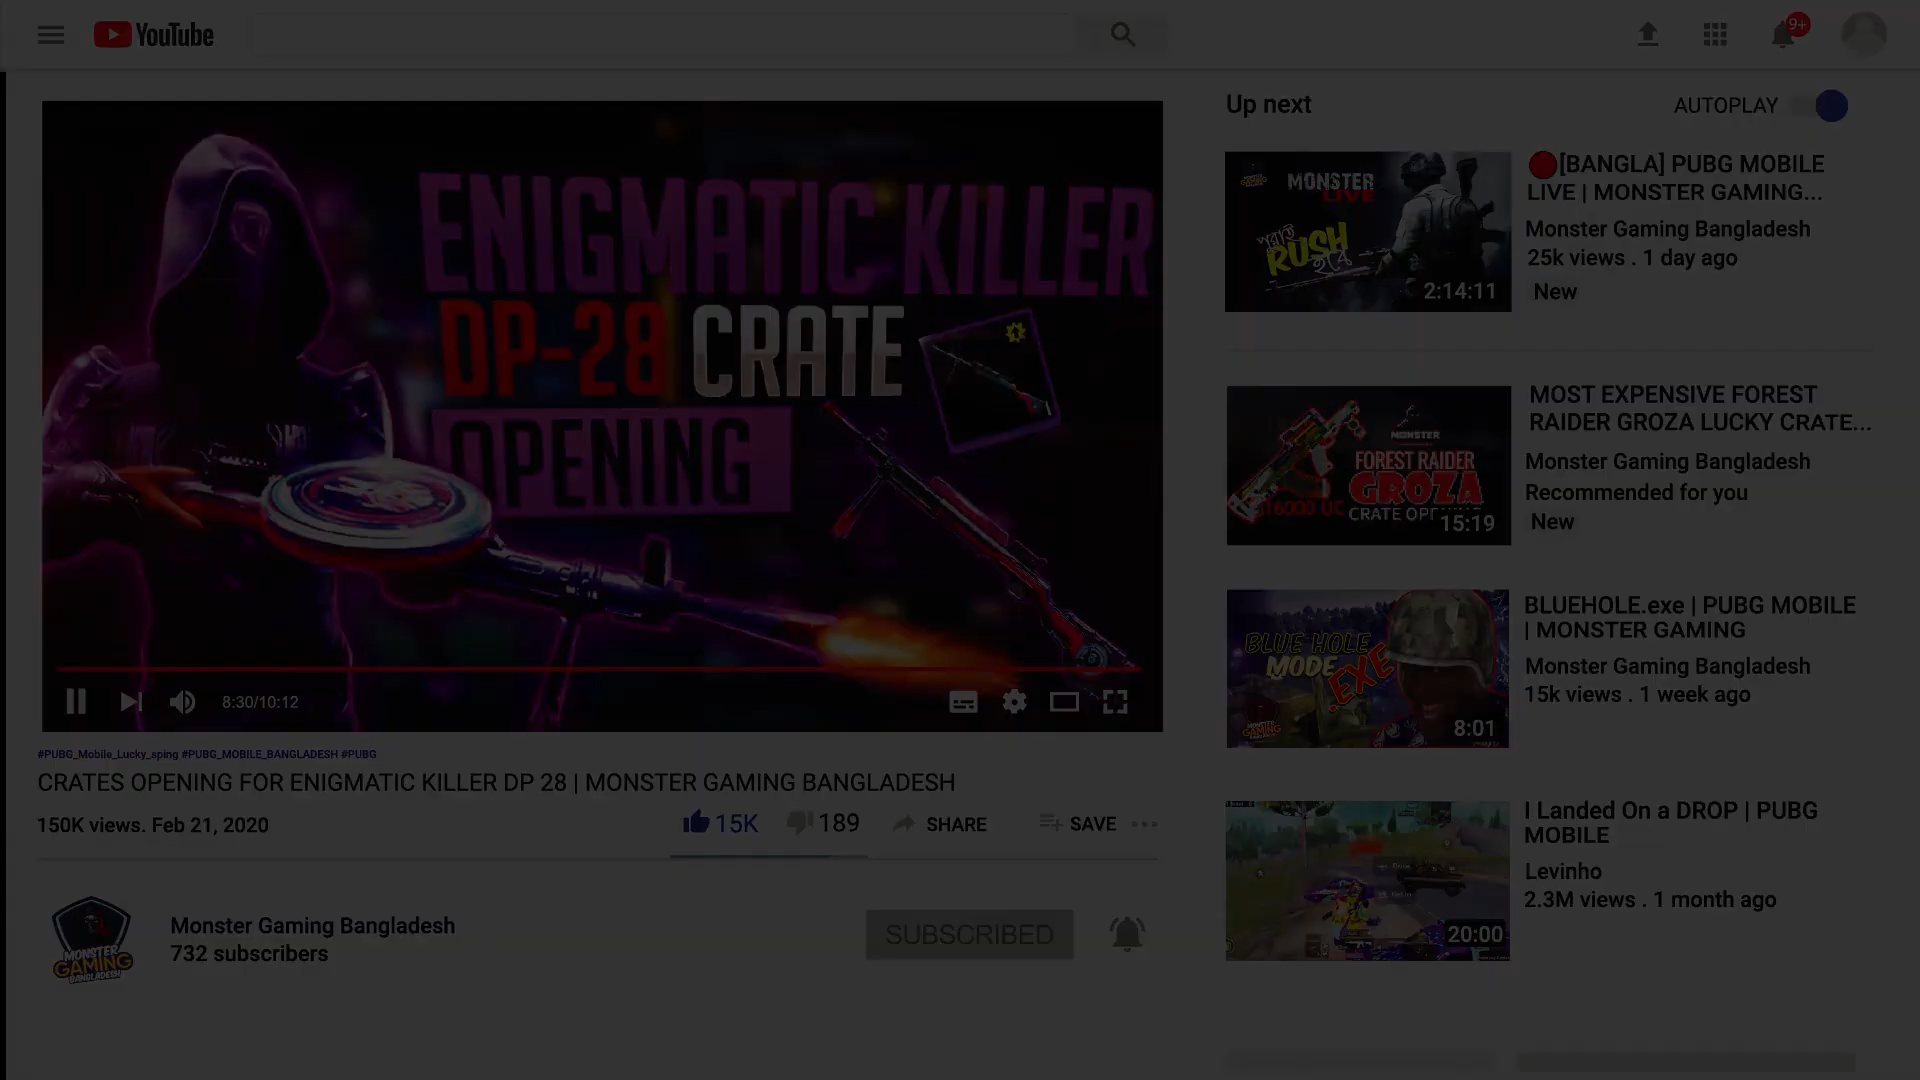 YouTube
9+
ENIGMATIC KILLER
DP-28 CRATE
OPENING
8:30/10:12
#PUBG_Mobile_Lucky_sping #PUBG_MOBILE_BANGLADESH #PUBG
CRATES OPENING FOR ENIGMATIC KILLER DP 28 | MONSTER GAMING BANGLADESH
150K views. Feb 21, 2020
15K
189
SHARE
SAVE
MONSTER
GAMING
BANGLADESH
Monster Gaming Bangladesh
732 subscribers
SUBSCRIBED
Up next
AUTOPLAY
MONSTER
LIVE
RUSH
হবে
2:14:11
[BANGLA] PUBG MOBILE
LIVE | MONSTER GAMING...
Monster Gaming Bangladesh
25k views . 1 day ago
New
MONSTER
FOREST RAIDER
GROZA
16000 UC
CRATE OP
15:19
MOST EXPENSIVE FOREST
RAIDER GROZA LUCKY CRATE...
Monster Gaming Bangladesh
Recommended for you
New
BLUE HOLE
MODE
.EXE
MONSTER
GAMING
8:01
BLUEHOLE.exe | PUBG MOBILE
| MONSTER GAMING
Monster Gaming Bangladesh
15k views . 1 week ago
20:00
I Landed On a DROP | PUBG
MOBILE
Levinho
2.3M views . 1 month ago